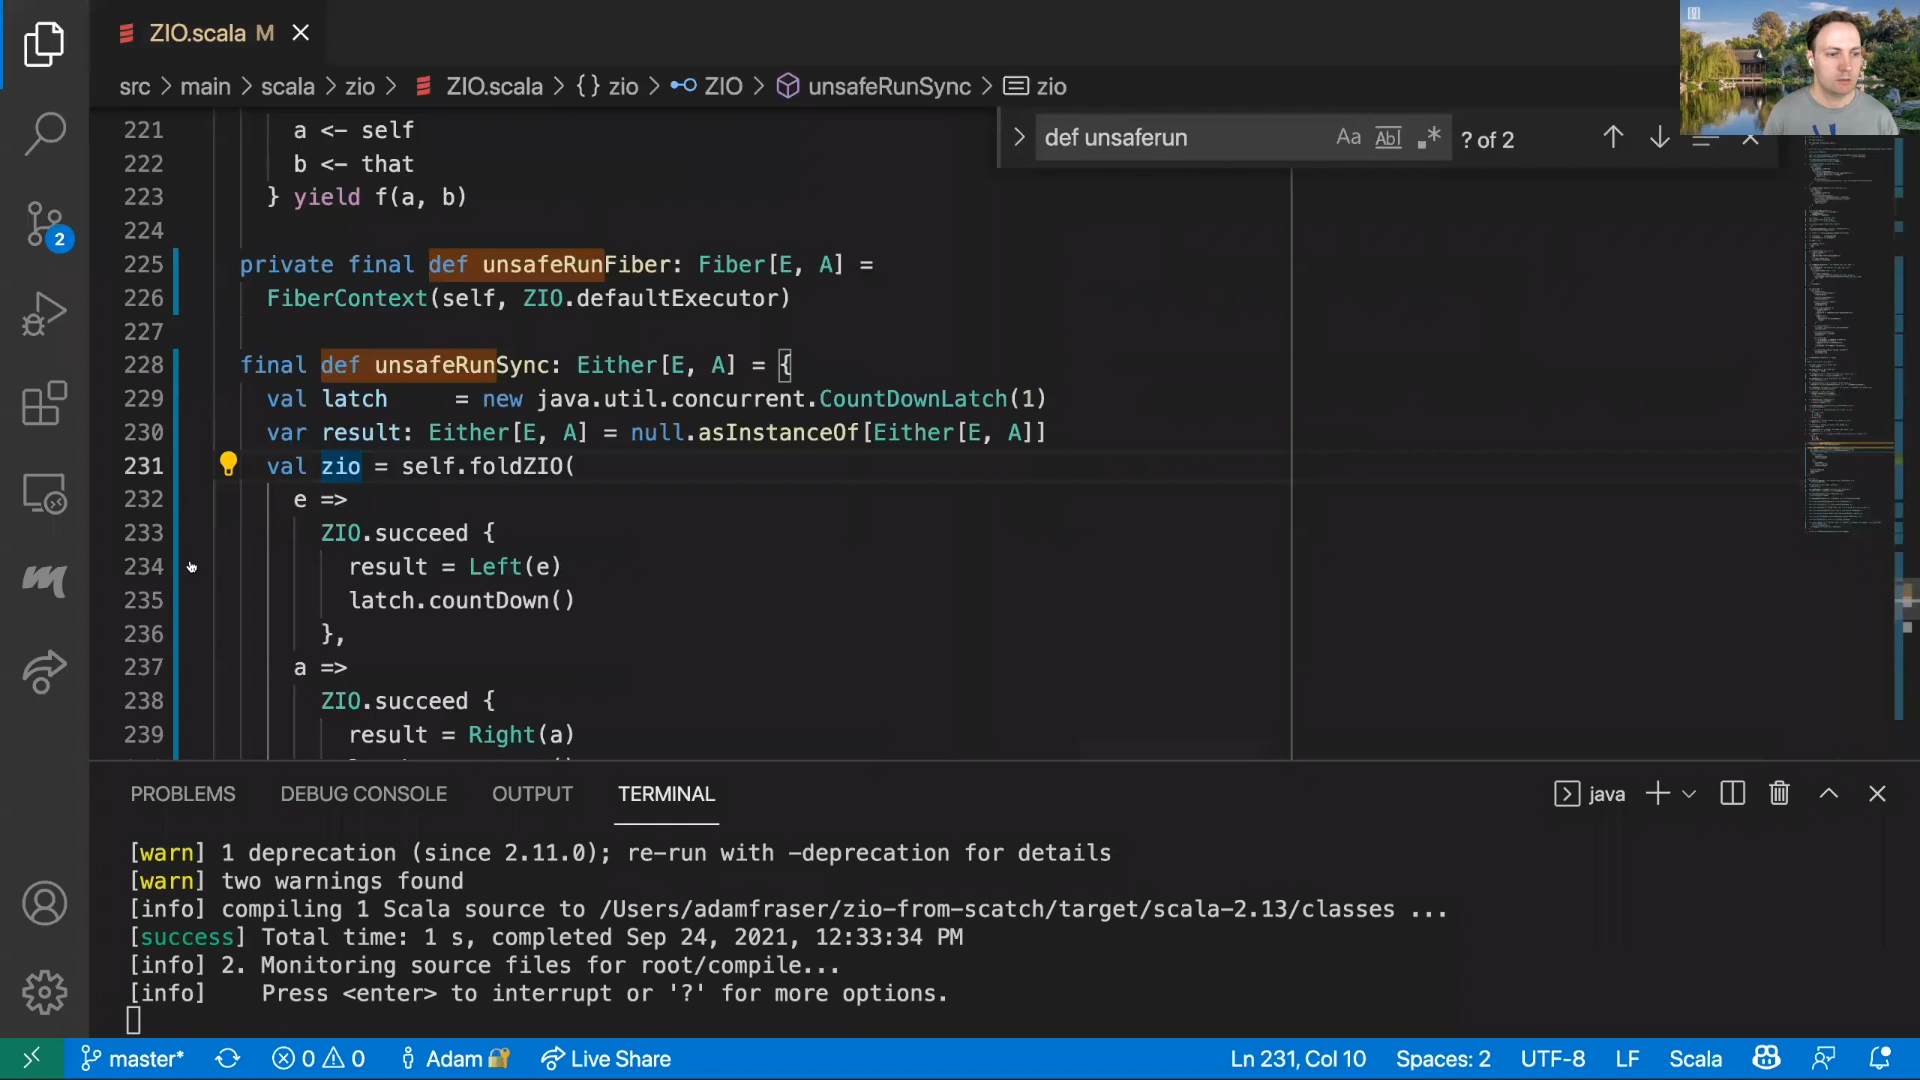 ZIO.scala M
src > main > scala > zio > ZIO.scala > {} zio > ZIO > unsafeRunSync > zio
def unsaferun Aa Abl .* ? of 2
221 a <- self
222 b <- that
223 } yield f(a, b)
224
225 private final def unsafeRunFiber: Fiber[E, A] =
226 FiberContext(self, ZIO.defaultExecutor)
227
228 final def unsafeRunSync: Either[E, A] = {
229 val latch = new java.util.concurrent.CountDownLatch(1)
230 var result: Either[E, A] = null.asInstanceOf[Either[E, A]]
231 val zio = self.foldZIO(
232 e =>
233 ZIO.succeed {
234 result = Left(e)
235 latch.countDown()
236 },
237 a =>
238 ZIO.succeed {
239 result = Right(a)
PROBLEMS DEBUG CONSOLE OUTPUT TERMINAL java
[warn] 1 deprecation (since 2.11.0); re-run with -deprecation for details
[warn] two warnings found
[info] compiling 1 Scala source to /Users/adamfraser/zio-from-scatch/target/scala-2.13/classes ...
[success] Total time: 1 s, completed Sep 24, 2021, 12:33:34 PM
[info] 2. Monitoring source files for root/compile...
[info] Press <enter> to interrupt or '?' for more options.
2
master* 0 0 Adam Live Share Ln 231, Col 10 Spaces: 2 UTF-8 LF Scala